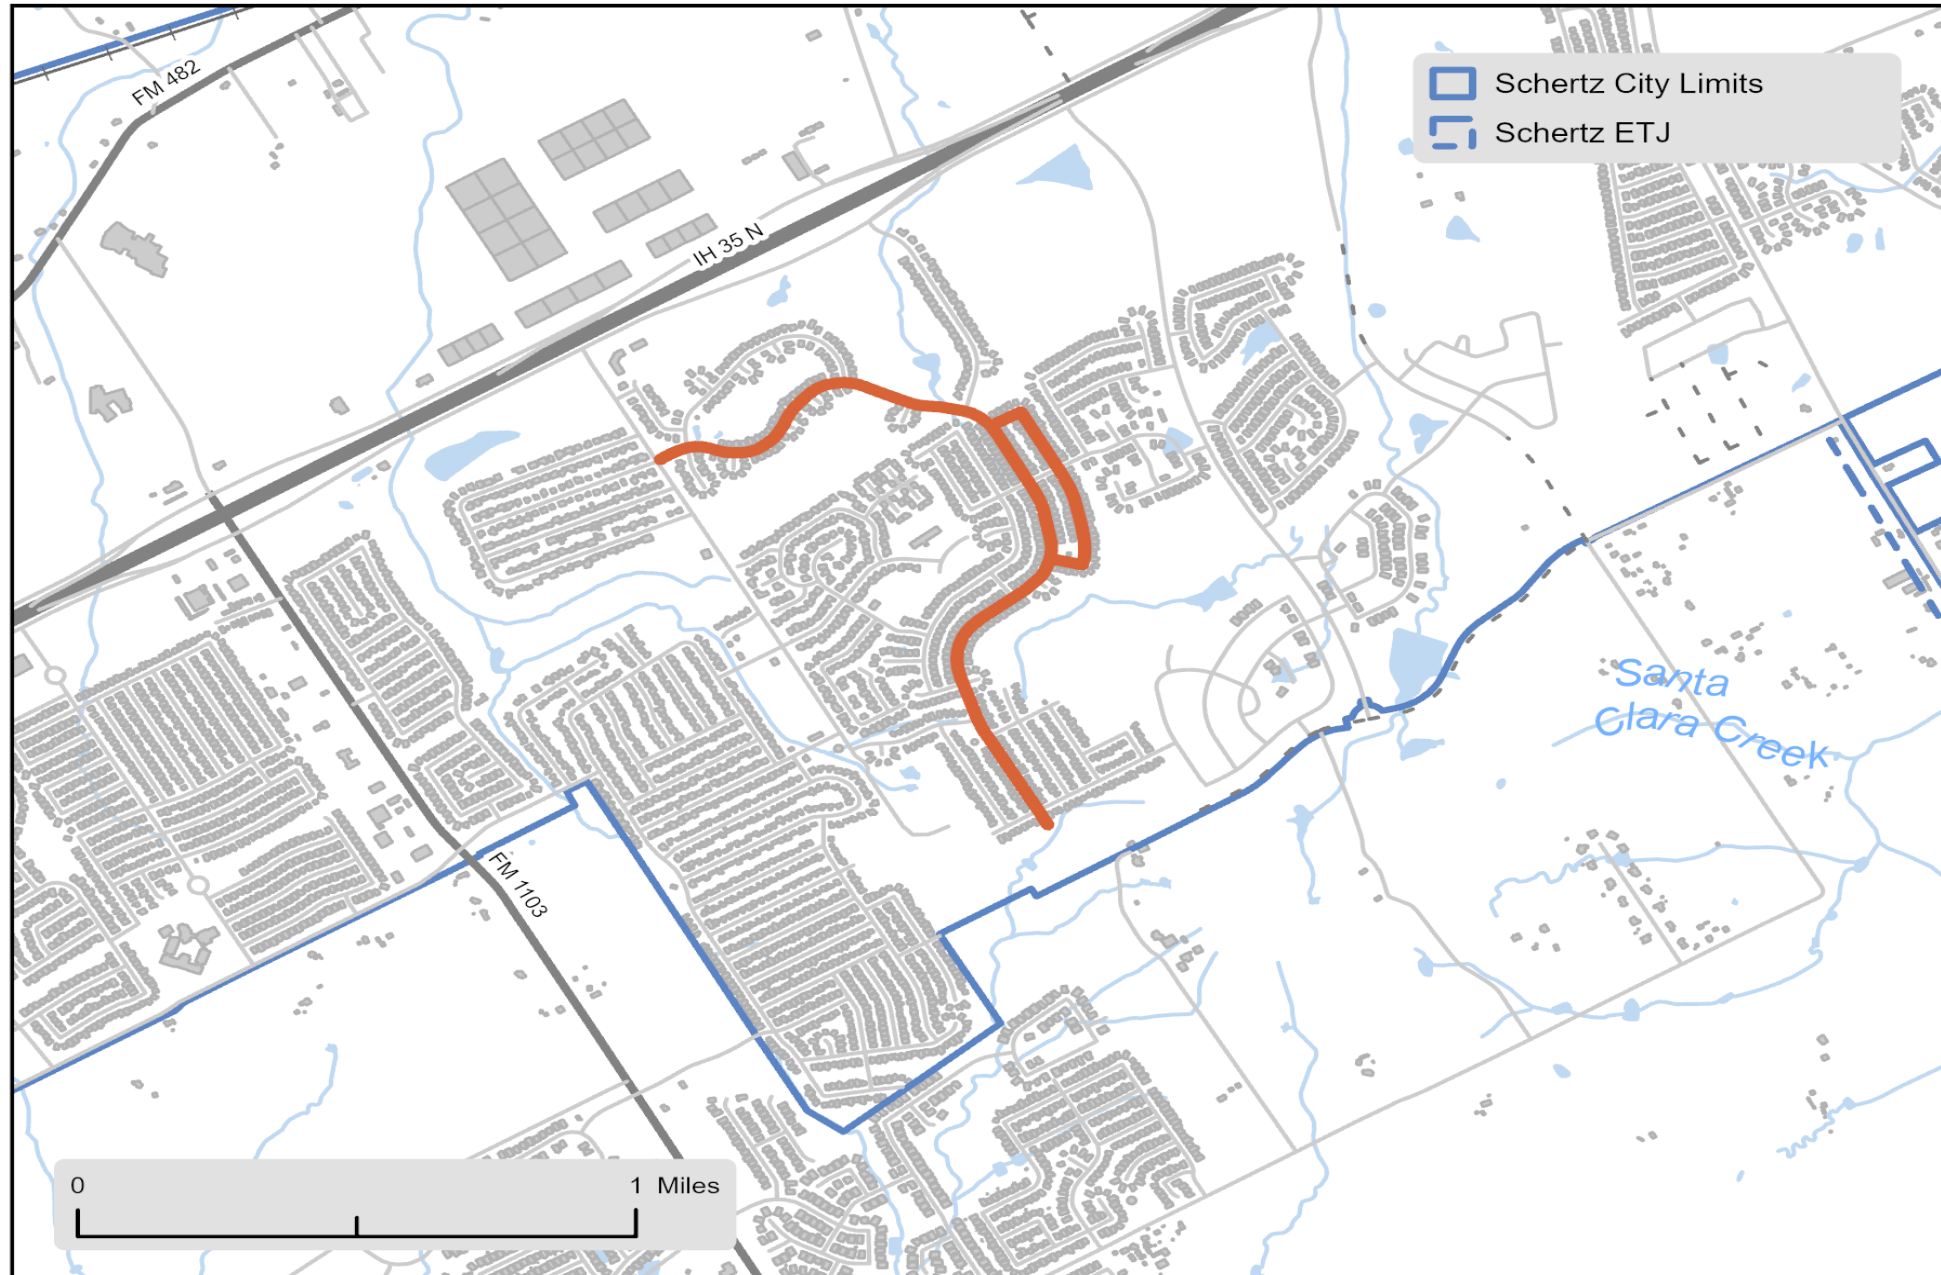 FM 482
IH 35 N
Schertz City Limits
Schertz ETJ
Santa
Clara Creek
FM 1103
0 1 Miles